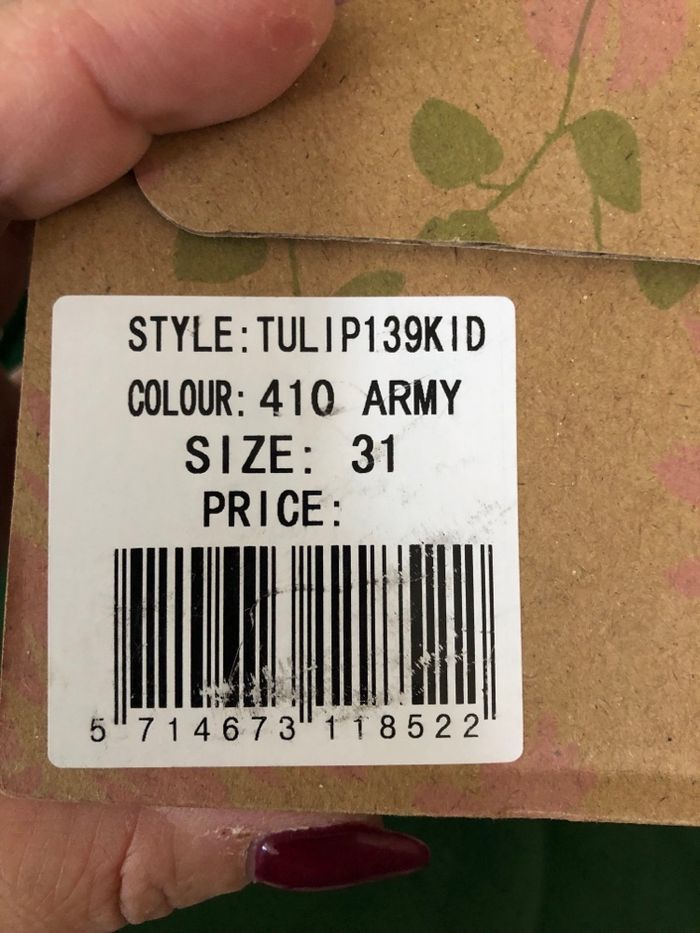 STYLE:TULIP139KID
COLOUR: 410 ARMY
SIZE: 31
PRICE:
5 714673 118522